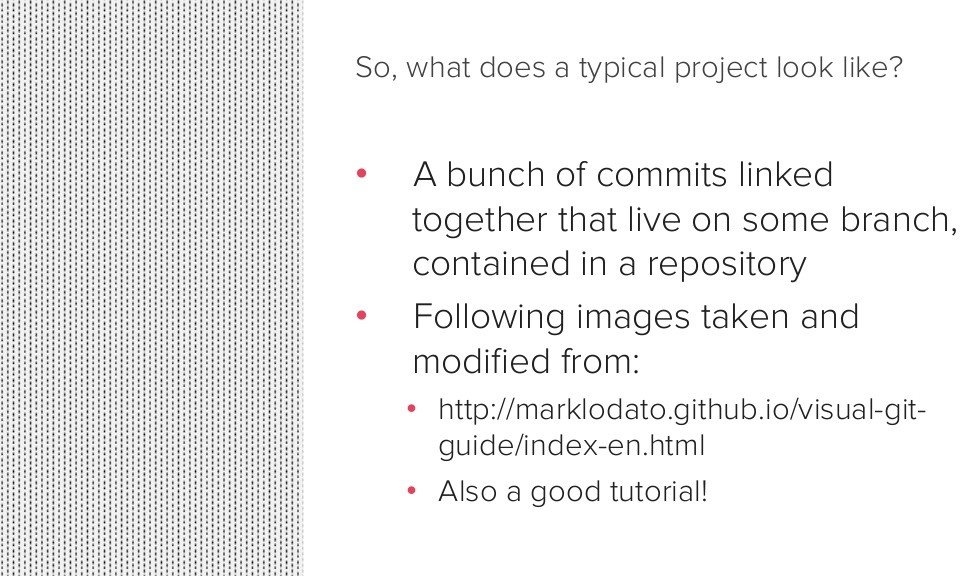 So, what does a typical project look like?
• A bunch of commits linked
together that live on some branch,
contained in a repository
• Following images taken and
modified from:
• http://marklodato.github.io/visual-git-
guide/index-en.html
• Also a good tutorial!